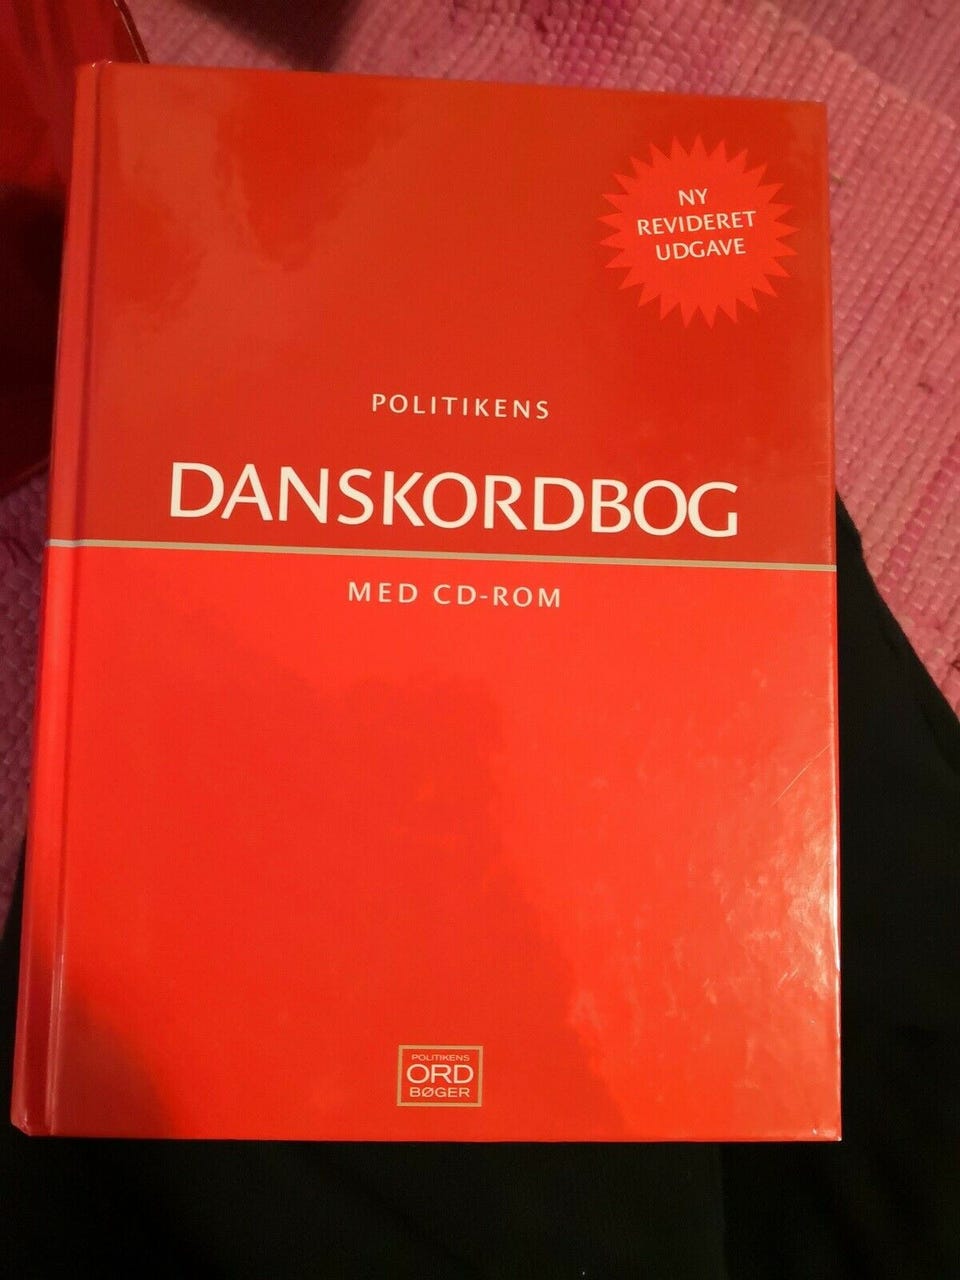 NY
REVIDERET
UDGAVE
POLITIKENS
DANSKORDBOG
MED CD-ROM
POLITIKENS
ORD
BØGER